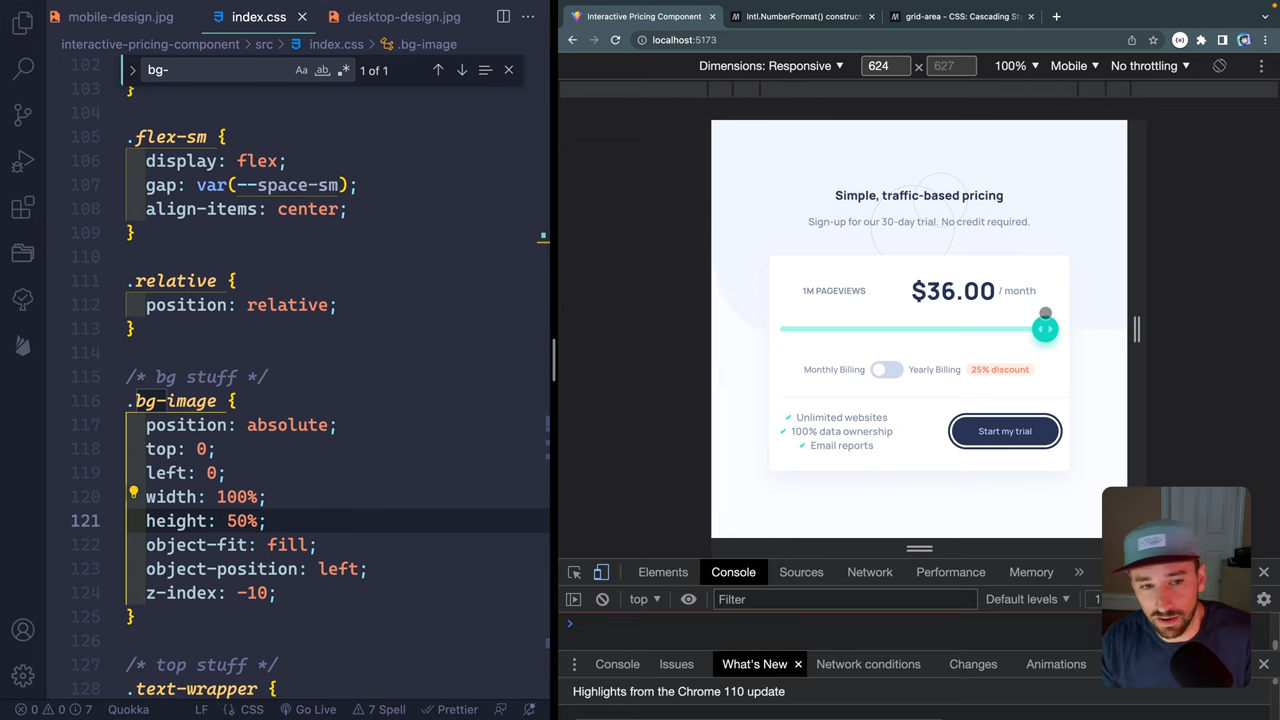 mobile-design.jpg
index.css
desktop-design.jpg
interactive-pricing-component > src > index.css > .bg-image
bg-
Aa
ab
1 of 1
102
103 }
104
105 .flex-sm {
106 display: flex;
107 gap: var(--space-sm);
108 align-items: center;
109 }
110
111 .relative {
112 position: relative;
113 }
114
115 /* bg stuff */
116 .bg-image {
117 position: absolute;
118 top: 0;
119 left: 0;
120 width: 100%;
121 height: 50%;
122 object-fit: fill;
123 object-position: left;
124 z-index: -10;
125 }
126
127 /* top stuff */
128 .text-wrapper {
0 0 7 Quokka LF {} CSS Go Live 7 Spell Prettier
Interactive Pricing Component
Intl.NumberFormat() construct
grid-area - CSS: Cascading St
localhost:5173
Dimensions: Responsive 624 × 627 100% Mobile No throttling
Simple, traffic-based pricing
Sign-up for our 30-day trial. No credit required.
1M PAGEVIEWS $36.00 / month
Monthly Billing Yearly Billing 25% discount
Unlimited websites
100% data ownership
Email reports
Start my trial
Elements Console Sources Network Performance Memory
top Filter Default levels 1
Console Issues What's New Network conditions Changes Animations
Highlights from the Chrome 110 update